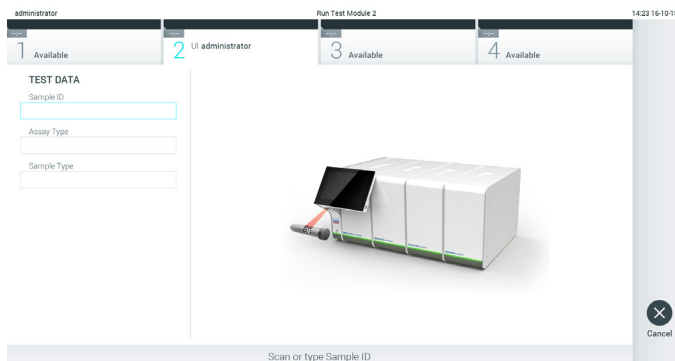 administrator Run Test Module 2 14:23 16-10-18
1 Available
2 UI administrator
3 Available
4 Available
TEST DATA
Sample ID
Assay Type
Sample Type
Cancel
Scan or type Sample ID